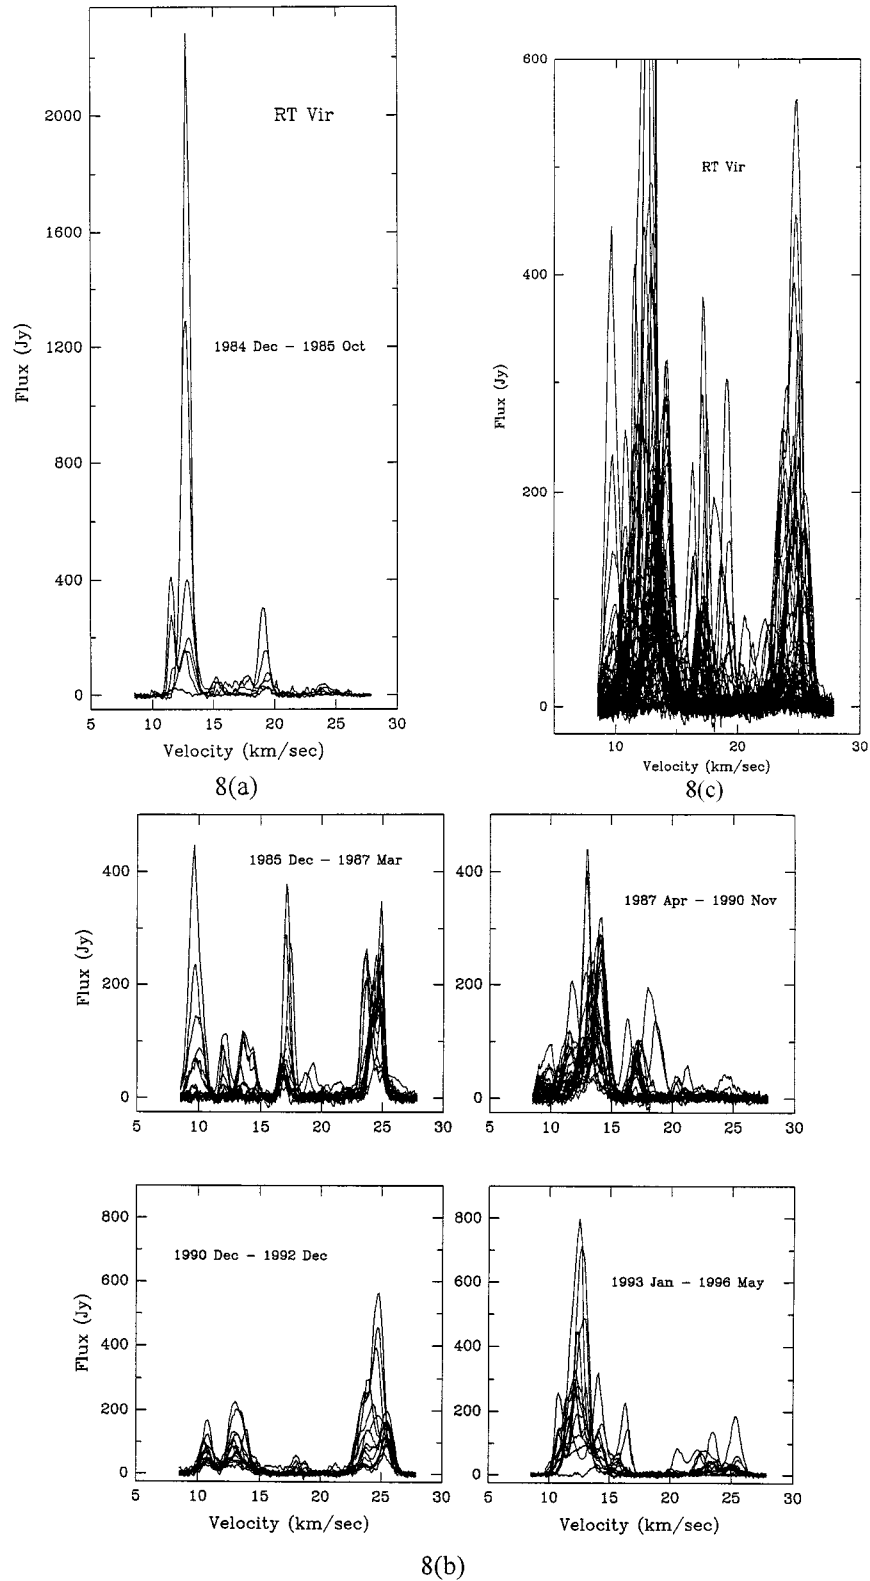 RT Vir
1984 Dec – 1985 Oct
Flux (Jy)
2000
1600
1200
800
400
0
5 10 15 20 25 30
Velocity (km/sec)
8(a)
RT Vir
Flux (Jy)
600
400
200
0
10 20 30
Velocity (km/sec)
8(c)
1985 Dec – 1987 Mar
Flux (Jy)
400
200
0
5 10 15 20 25 30
1987 Apr – 1990 Nov
400
200
0
5 10 15 20 25 30
1990 Dec – 1992 Dec
Flux (Jy)
800
600
400
200
0
5 10 15 20 25 30
Velocity (km/sec)
1993 Jan – 1996 May
800
600
400
200
0
5 10 15 20 25 30
Velocity (km/sec)
8(b)